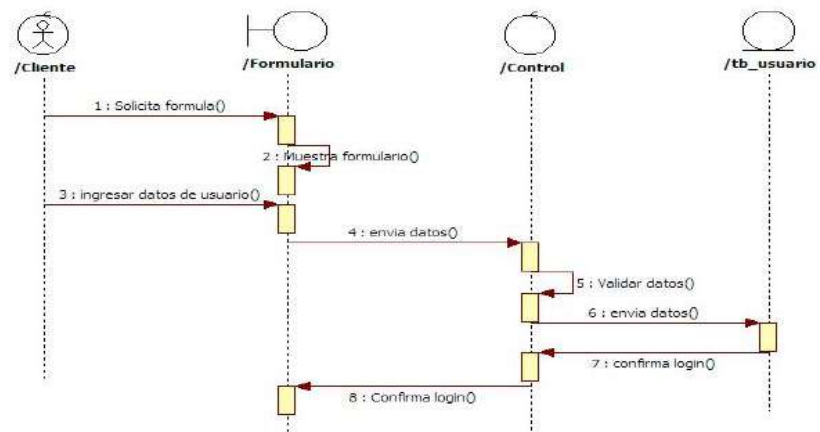 /Cliente
/Formulario
/Control
/tb_usuario
1 : Solicita formula()
2 : Muestra formulario()
3 : ingresar datos de usuario()
4 : envia datos()
5 : Validar datos()
6 : envia datos()
7 : confirma login()
8 : Confirma login()